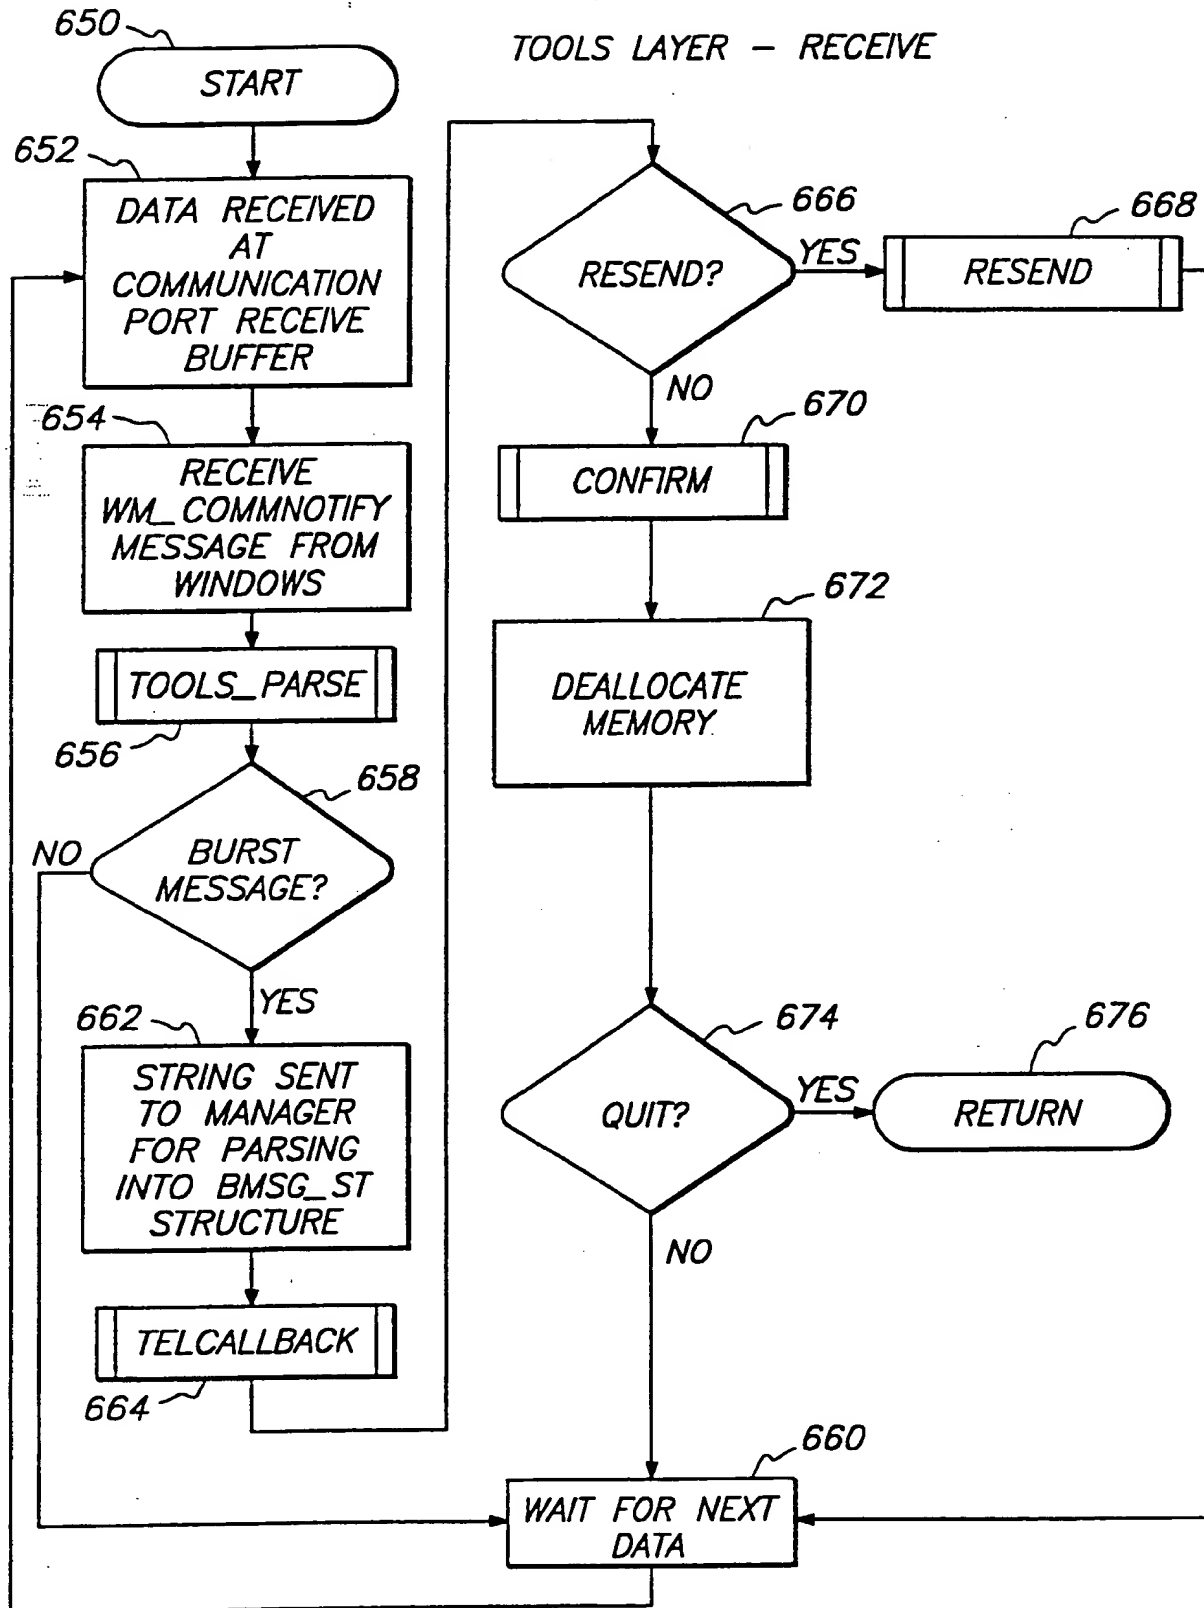 650
TOOLS LAYER – RECEIVE
START
652
DATA RECEIVED
AT
COMMUNICATION
PORT RECEIVE
BUFFER
654
RECEIVE
WM_COMMNOTIFY
MESSAGE FROM
WINDOWS
TOOLS_PARSE
656
658
BURST
MESSAGE?
NO
YES
662
STRING SENT
TO MANAGER
FOR PARSING
INTO BMSG_ST
STRUCTURE
TELCALLBACK
664
666
RESEND?
YES
668
RESEND
NO
670
CONFIRM
672
DEALLOCATE
MEMORY
674
QUIT?
YES
676
RETURN
NO
660
WAIT FOR NEXT
DATA